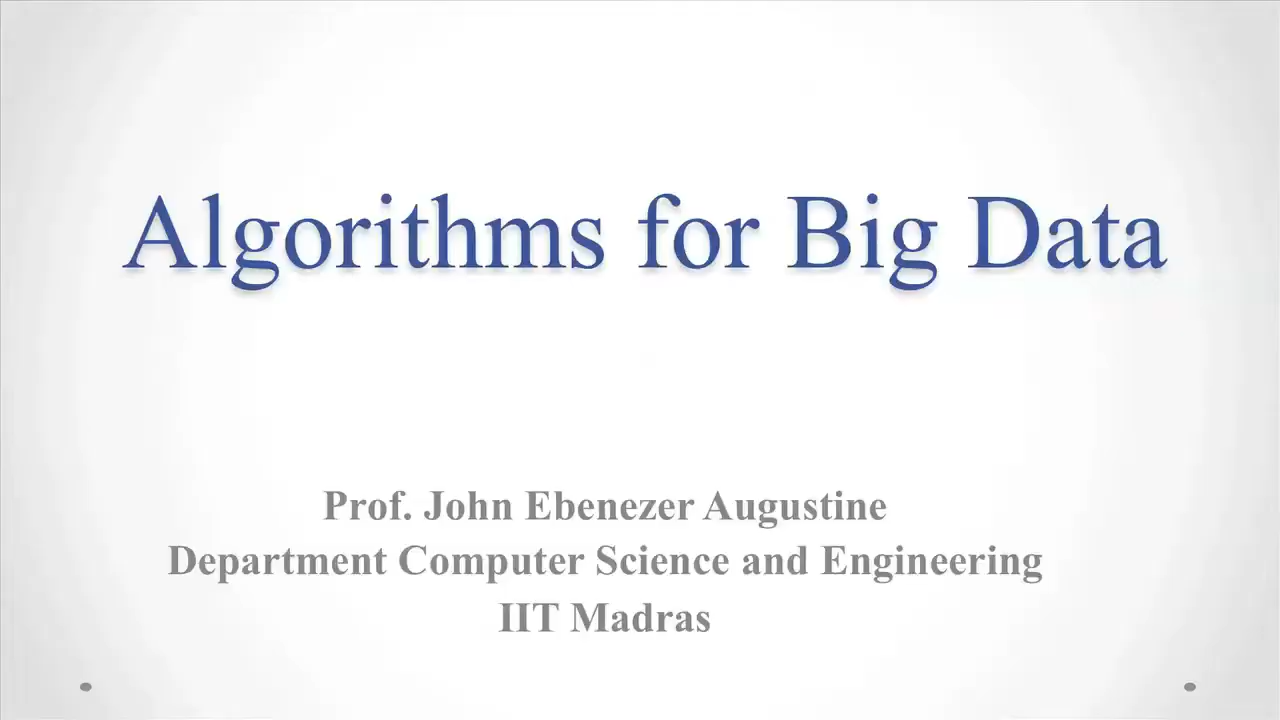 Algorithms for Big Data
Prof. John Ebenezer Augustine
Department Computer Science and Engineering
IIT Madras